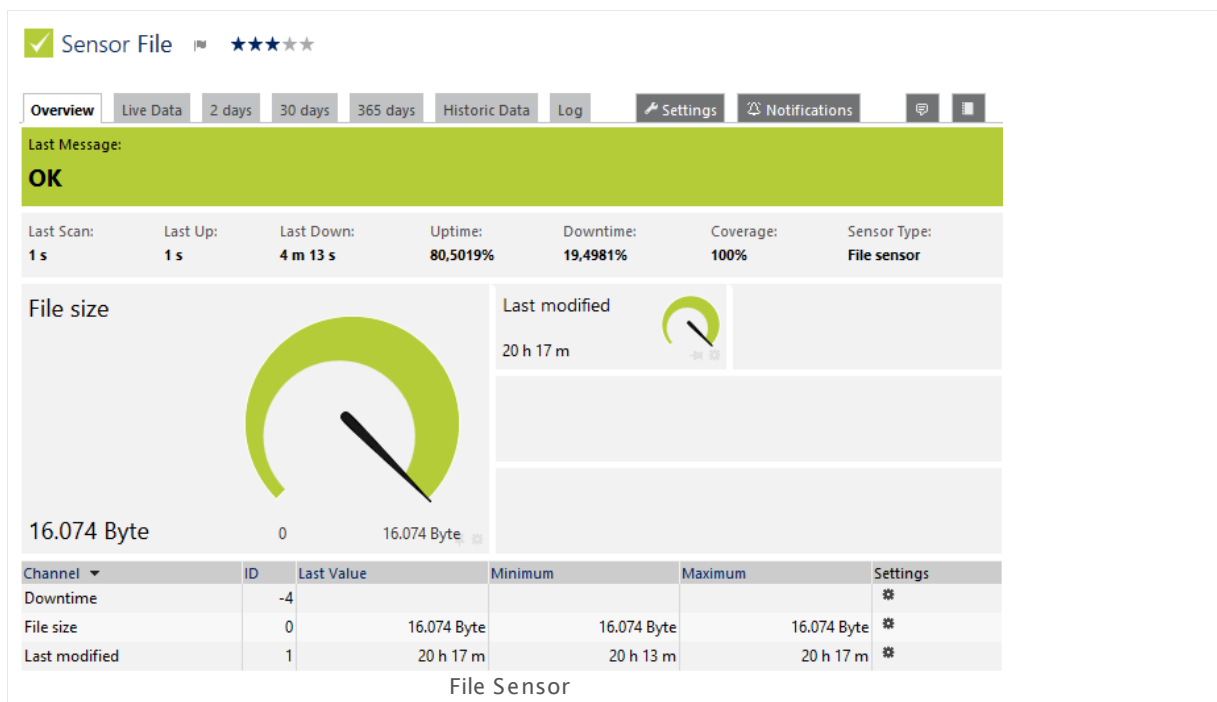 Sensor File
Overview Live Data 2 days 30 days 365 days Historic Data Log Settings Notifications
Last Message:
OK
Last Scan: Last Up: Last Down: Uptime: Downtime: Coverage: Sensor Type:
1 s 1 s 4 m 13 s 80,5019% 19,4981% 100% File sensor
File size
Last modified
20 h 17 m
16.074 Byte 0 16.074 Byte
Channel ID Last Value Minimum Maximum Settings
Downtime -4
File size 0 16.074 Byte 16.074 Byte 16.074 Byte
Last modified 1 20 h 17 m 20 h 13 m 20 h 17 m
File Sensor